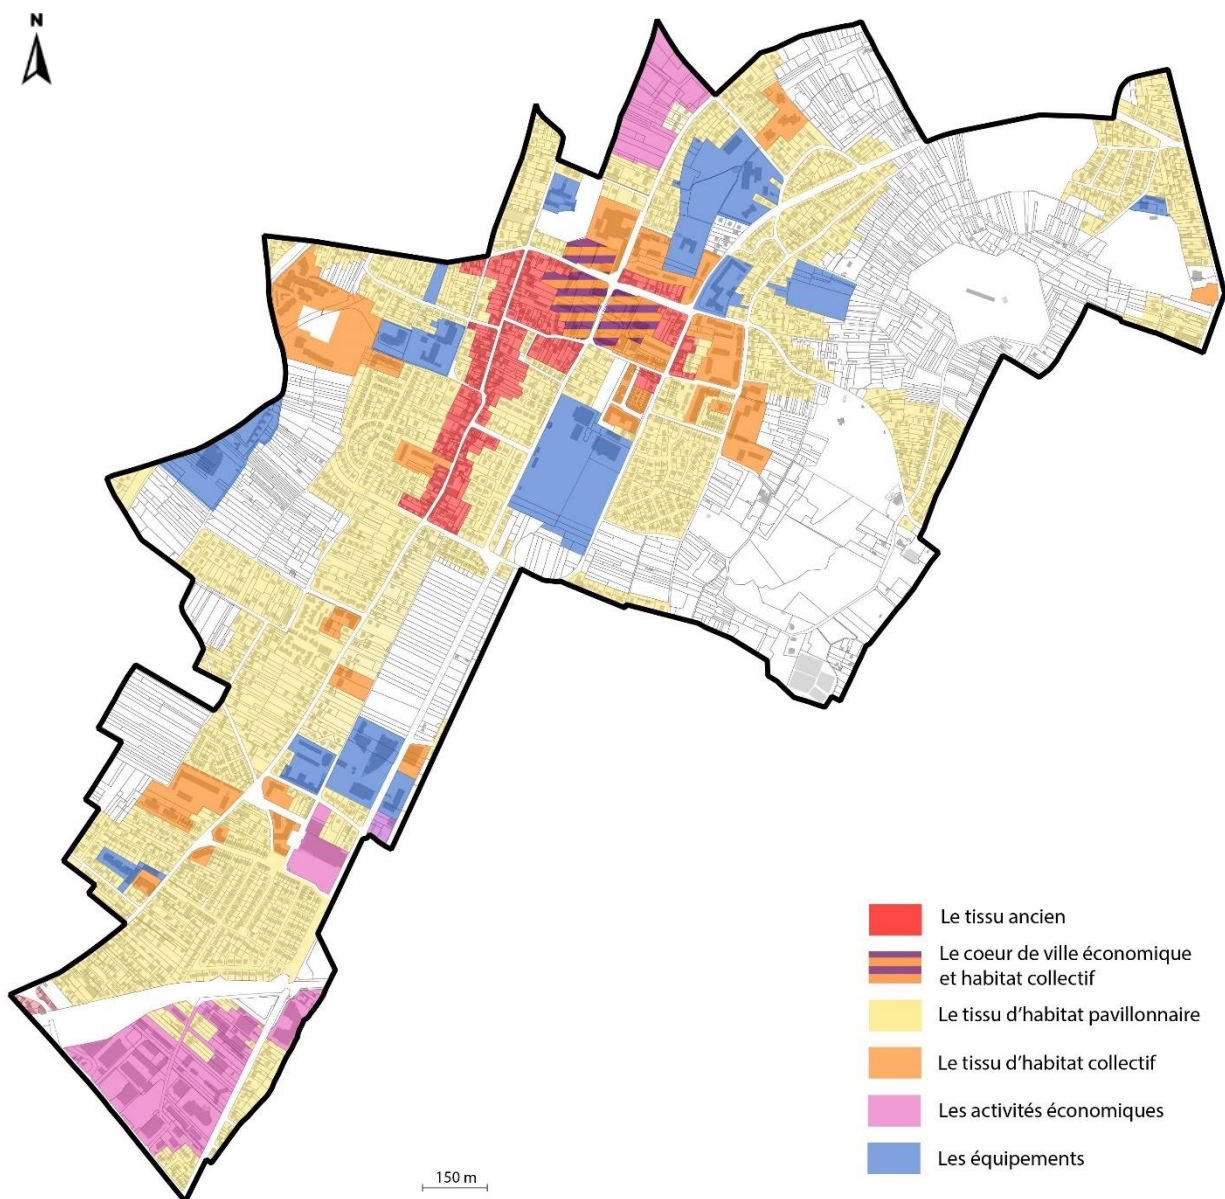 N
Le tissu ancien
Le coeur de ville économique
et habitat collectif
Le tissu d'habitat pavillonnaire
Le tissu d'habitat collectif
Les activités économiques
Les équipements
150 m